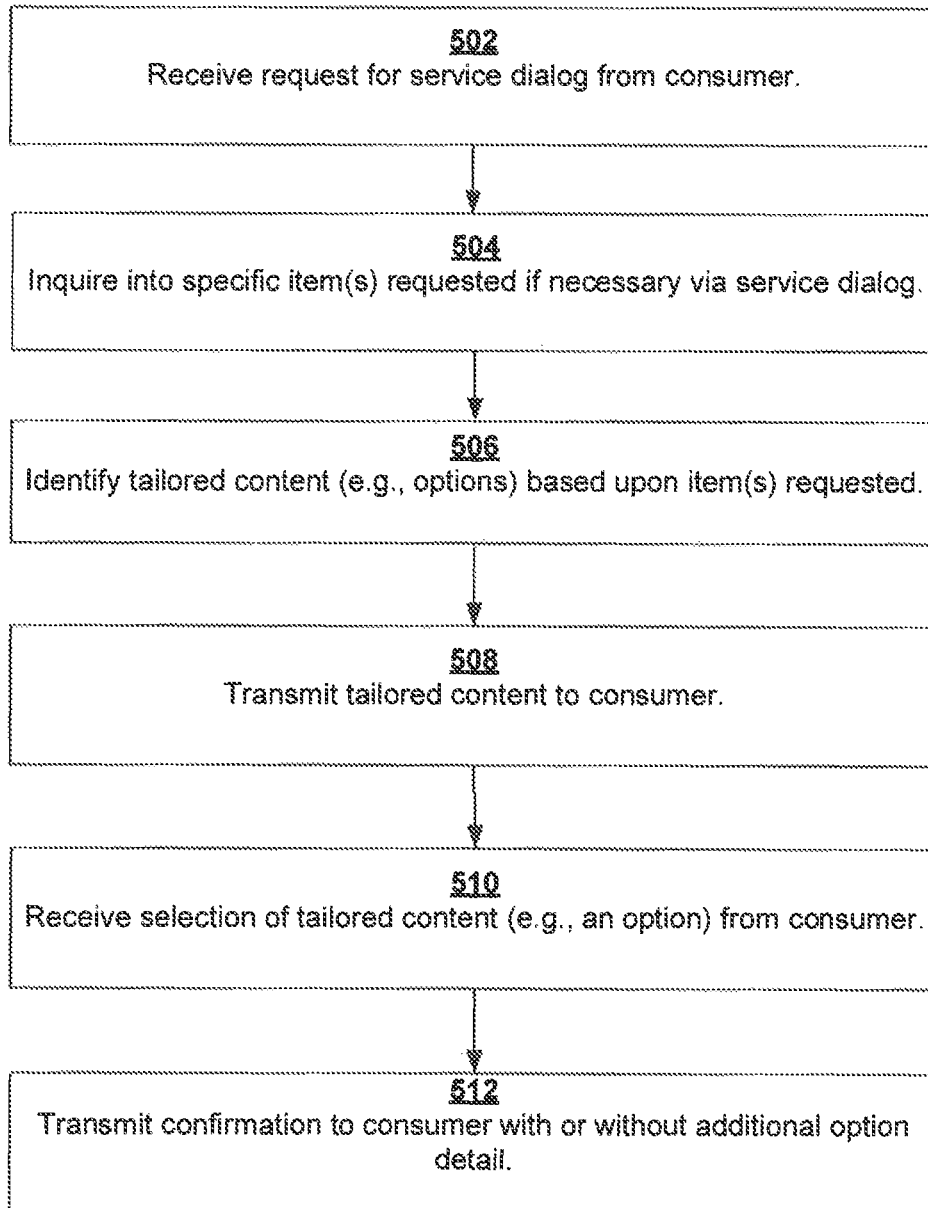 502
Receive request for service dialog from consumer.
504
Inquire into specific item(s) requested if necessary via service dialog.
506
Identify tailored content (e.g., options) based upon item(s) requested.
508
Transmit tailored content to consumer.
510
Receive selection of tailored content (e.g., an option) from consumer.
512
Transmit confirmation to consumer with or without additional option
detail.